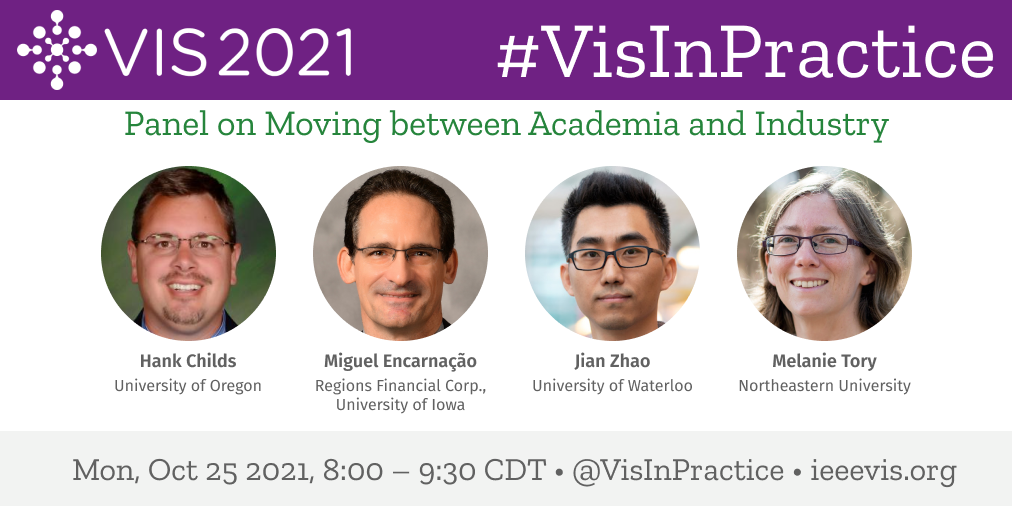 VIS 2021
#VisInPractice
Panel on Moving between Academia and Industry
Hank Childs
University of Oregon
Miguel Encarnação
Regions Financial Corp.,
University of Iowa
Jian Zhao
University of Waterloo
Melanie Tory
Northeastern University
Mon, Oct 25 2021, 8:00 – 9:30 CDT • @VisInPractice • ieeevis.org